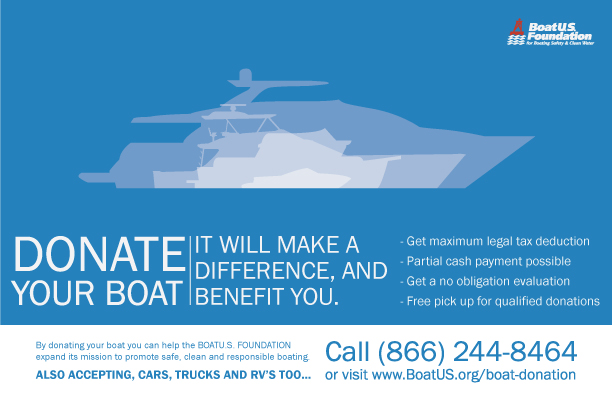 BoatU.S.
Foundation
for Boating Safety & Clean Water
DONATE
YOUR BOAT
IT WILL MAKE A
DIFFERENCE, AND
BENEFIT YOU.
- Get maximum legal tax deduction
- Partial cash payment possible
- Get a no obligation evaluation
- Free pick up for qualified donations
By donating your boat you can help the BOATU.S. FOUNDATION
expand its mission to promote safe, clean and responsible boating.
ALSO ACCEPTING, CARS, TRUCKS AND RV'S TOO...
Call (866) 244-8464
or visit www.BoatUS.org/boat-donation